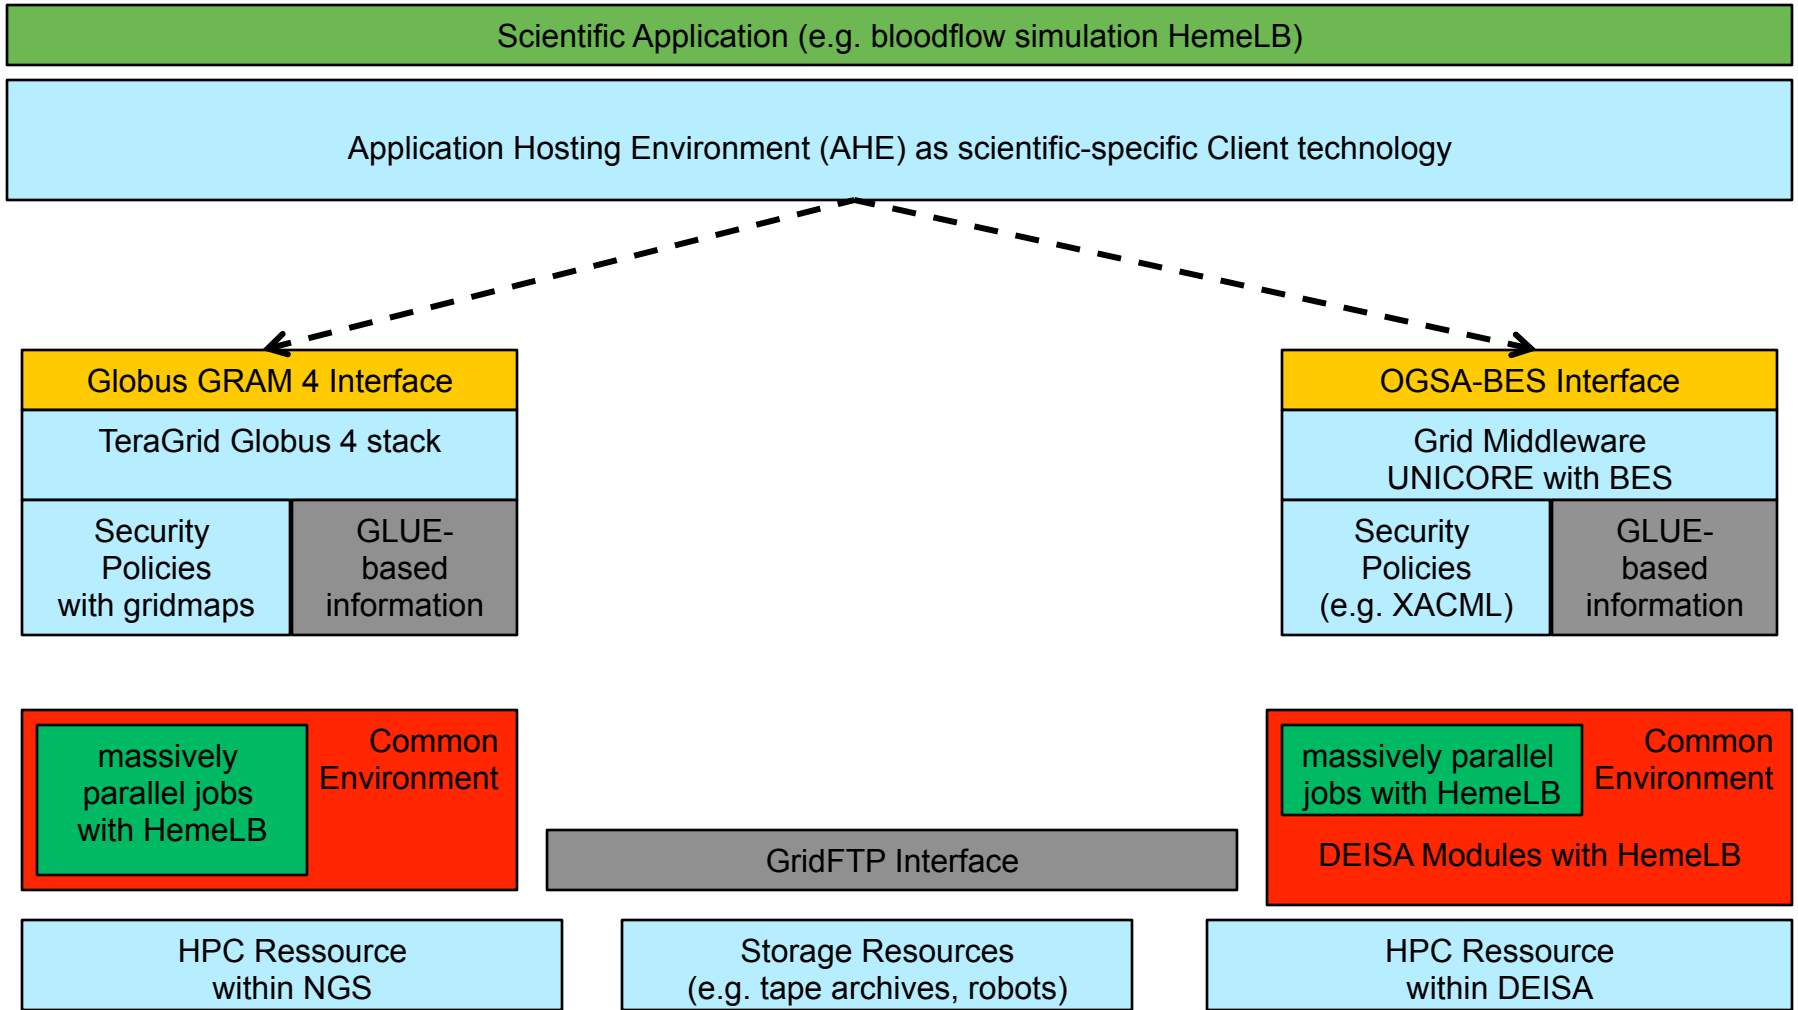 Scientific Application (e.g. bloodflow simulation HemeLB)
Application Hosting Environment (AHE) as scientific-specific Client technology
Globus GRAM 4 Interface
TeraGrid Globus 4 stack
Security
Policies
with gridmaps
GLUE-
based
information
OGSA-BES Interface
Grid Middleware
UNICORE with BES
Security
Policies
(e.g. XACML)
GLUE-
based
information
massively
parallel jobs
with HemeLB
Common
Environment
GridFTP Interface
massively parallel
jobs with HemeLB
Common
Environment
DEISA Modules with HemeLB
HPC Ressource
within NGS
Storage Resources
(e.g. tape archives, robots)
HPC Ressource
within DEISA